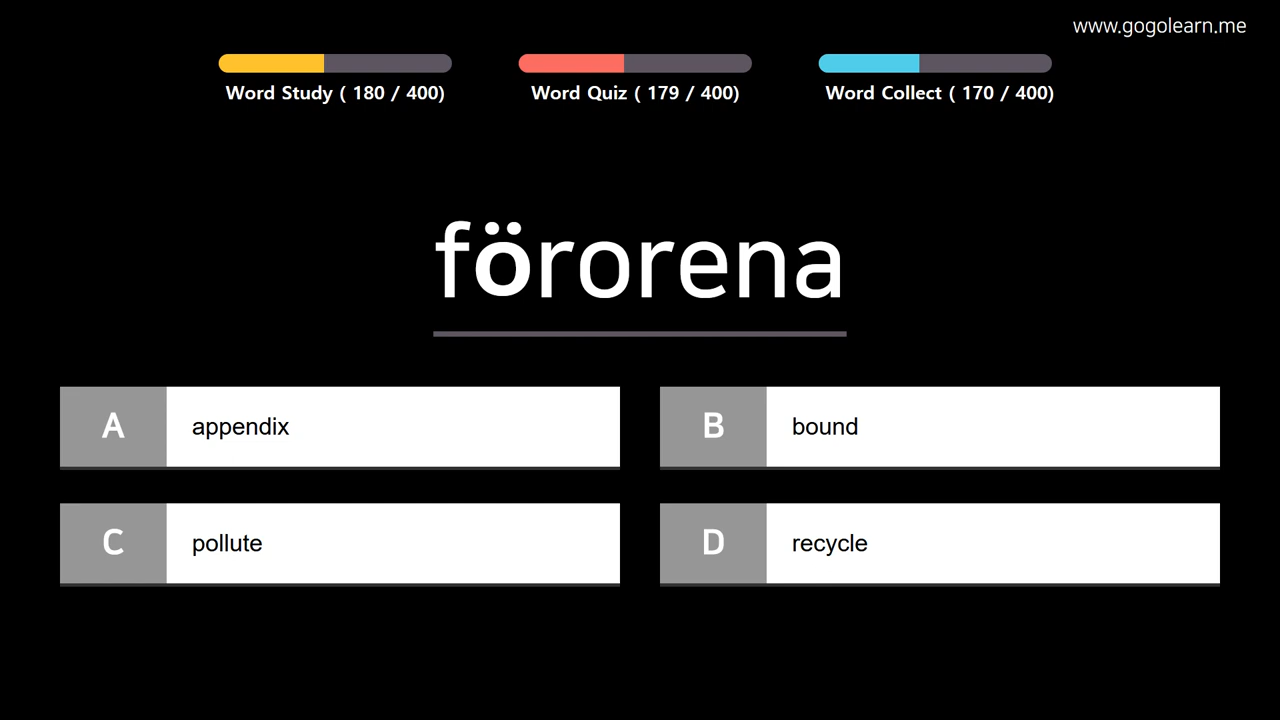 www.gogolearn.me
Word Study ( 180 / 400)
Word Quiz ( 179 / 400)
Word Collect ( 170 / 400)
förorena
A appendix
B bound
C pollute
D recycle